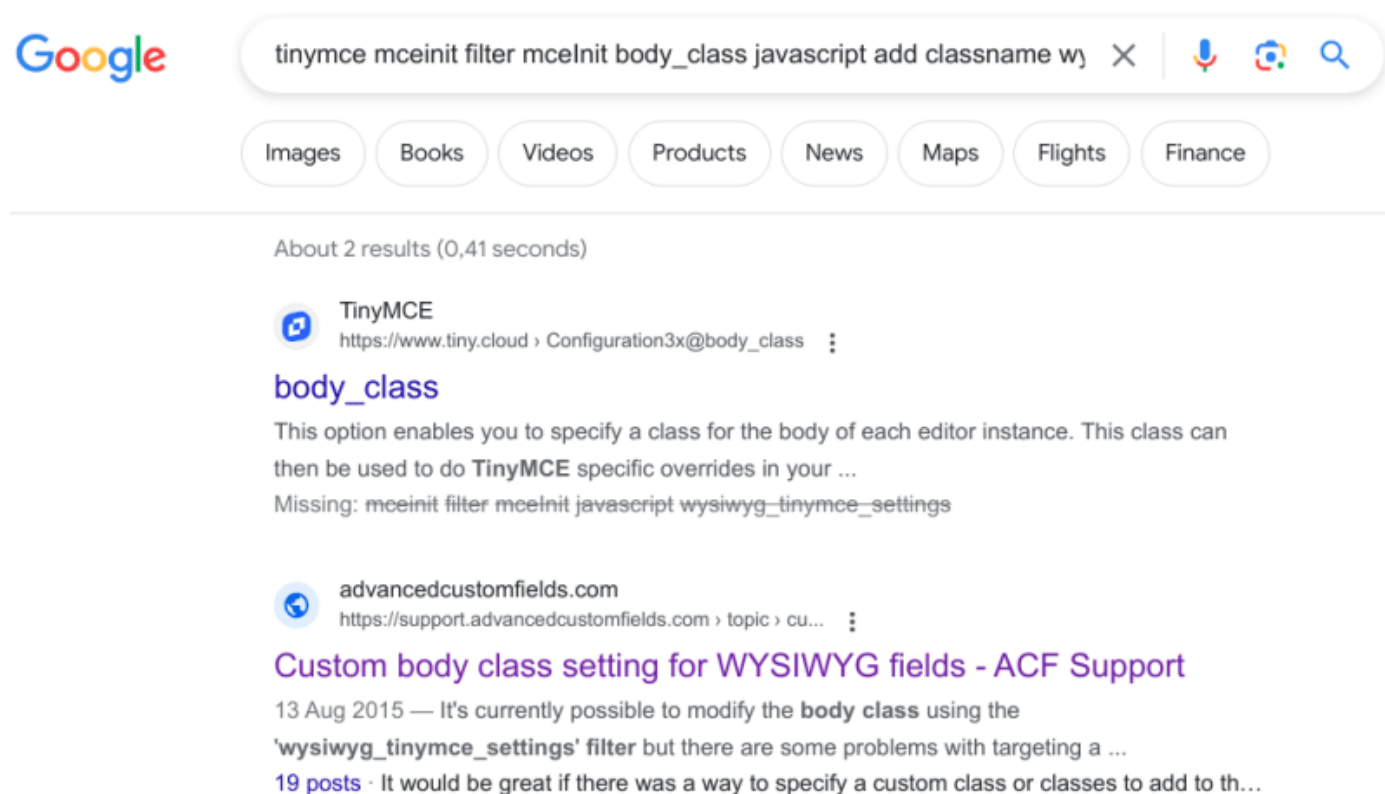 Google
tinymce mceinit filter mceInit body_class javascript add classname wy
Images Books Videos Products News Maps Flights Finance
About 2 results (0,41 seconds)
TinyMCE
https://www.tiny.cloud › Configuration3x@body_class
body_class
This option enables you to specify a class for the body of each editor instance. This class can
then be used to do TinyMCE specific overrides in your ...
Missing: mceinit filter mceInit javascript wysiwyg_tinymce_settings
advancedcustomfields.com
https://support.advancedcustomfields.com › topic › cu...
Custom body class setting for WYSIWYG fields - ACF Support
13 Aug 2015 — It's currently possible to modify the body class using the
'wysiwyg_tinymce_settings' filter but there are some problems with targeting a ...
19 posts · It would be great if there was a way to specify a custom class or classes to add to th...